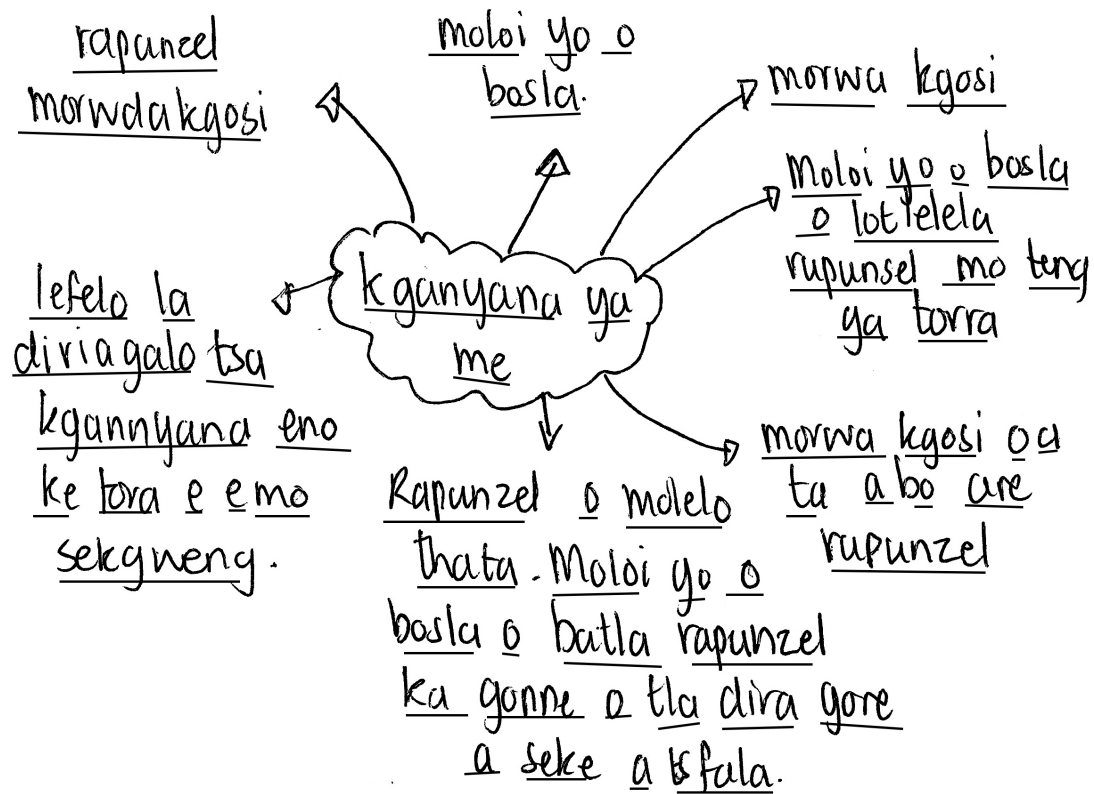 rapunzel
morwdakgosi
moloi yo o
bosla.
morwa kgosi
Moloi yo o bosla
o lotlelela
rupunsel mo teng
ya torra
kganyana ya
me
lefelo la
diriagalo tsa
kgannyana eno
ke tora e e mo
sekgweng.
morwa kgosi oa
ta a bo are
rupunzel
Rapunzel o molelo
thata. Moloi yo o
bosla o batla rapunzel
ka gonne o tla dira gore
a seke a tsfala.